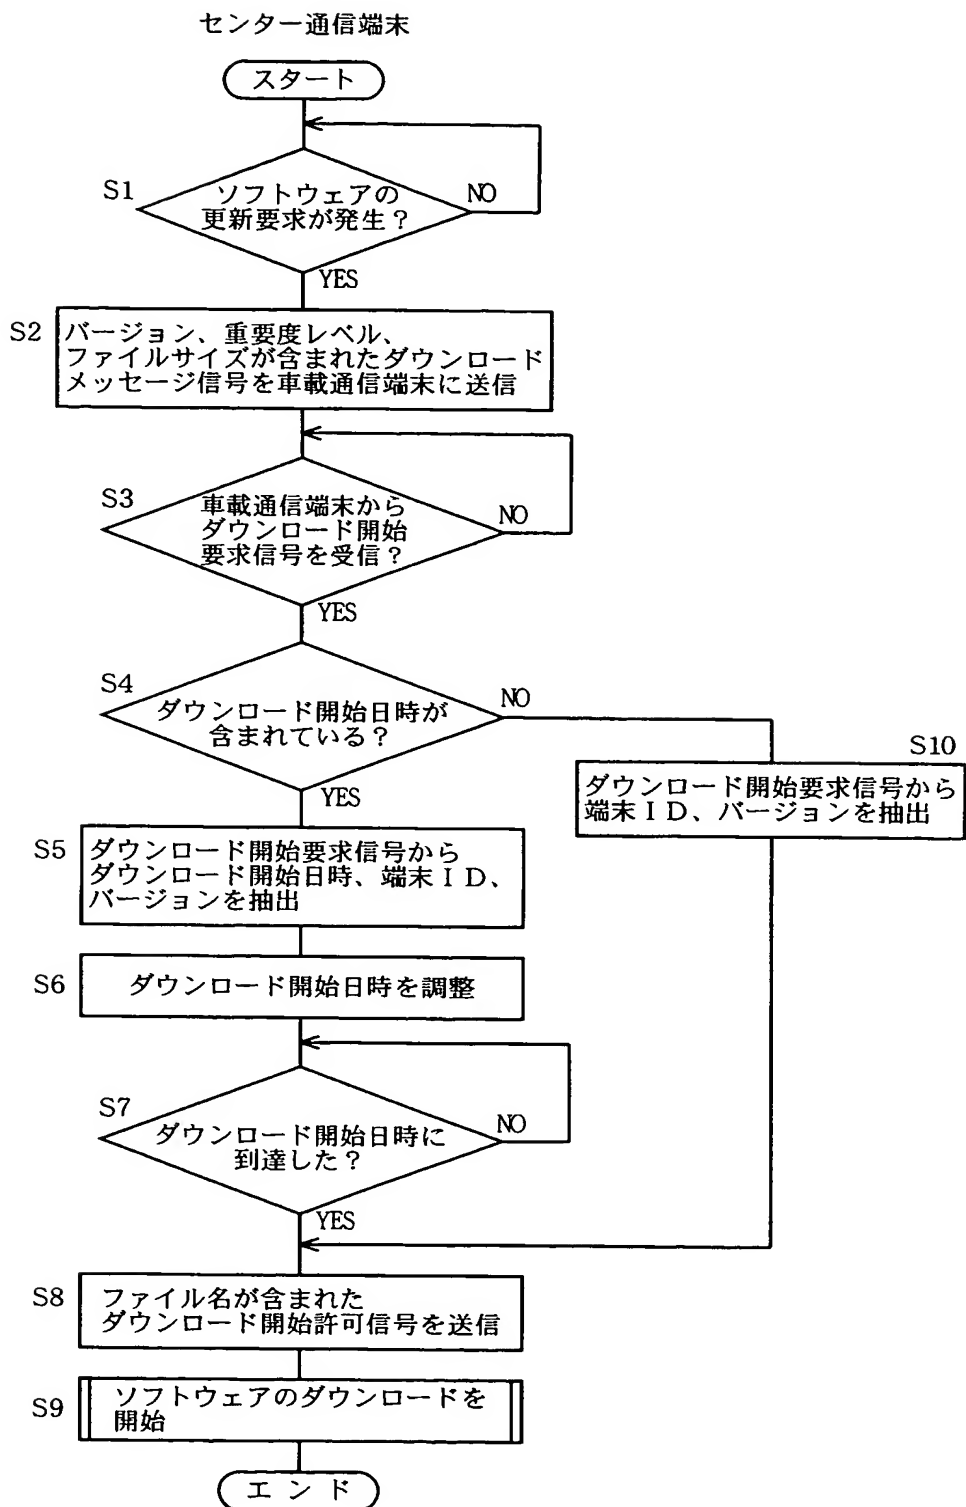 センター通信端末
スタート
S1
ソフトウェアの
更新要求が発生？
NO
YES
S2
バージョン、重要度レベル、
ファイルサイズが含まれたダウンロード
メッセージ信号を車載通信端末に送信
S3
車載通信端末から
ダウンロード開始
要求信号を受信？
NO
YES
S4
ダウンロード開始日時が
含まれている？
NO
YES
S10
ダウンロード開始要求信号から
端末ＩＤ、バージョンを抽出
S5
ダウンロード開始要求信号から
ダウンロード開始日時、端末ＩＤ、
バージョンを抽出
S6
ダウンロード開始日時を調整
S7
ダウンロード開始日時に
到達した？
NO
YES
S8
ファイル名が含まれた
ダウンロード開始許可信号を送信
S9
ソフトウェアのダウンロードを
開始
エンド